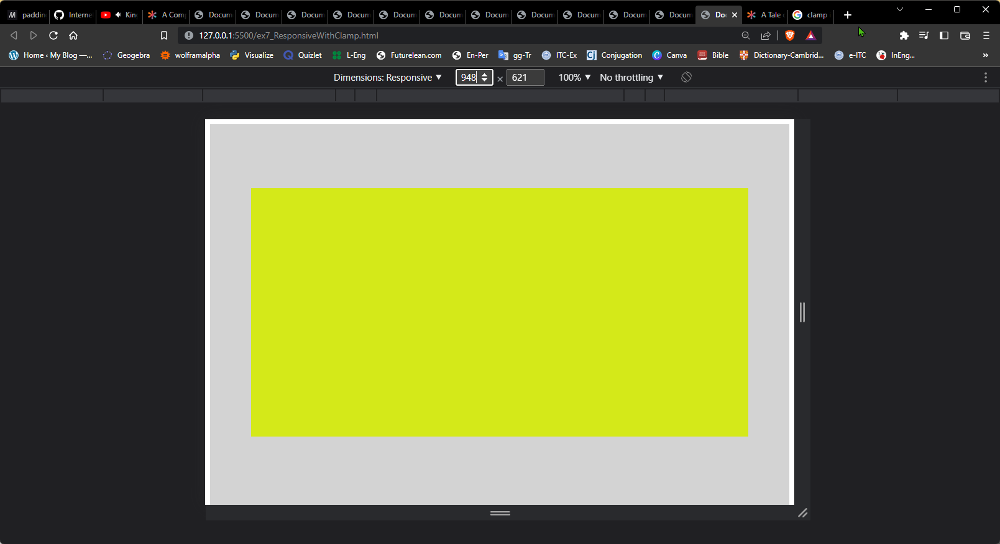 paddin Interne Kin A Com Docum Docum Docum Docum Docum Docum Docum Docum Docum Docum Docum Do A Tale clamp
127.0.0.1:5500/ex7_ResponsiveWithClamp.html
Home ‹ My Blog —... Geogebra wolframalpha Visualize Quizlet L-Eng Futurelean.com En-Per gg-Tr ITC-Ex Conjugation Canva Bible Dictionary-Cambrid... e-ITC InEng... »
Dimensions: Responsive ▼ 948 × 621 100% ▼ No throttling ▼